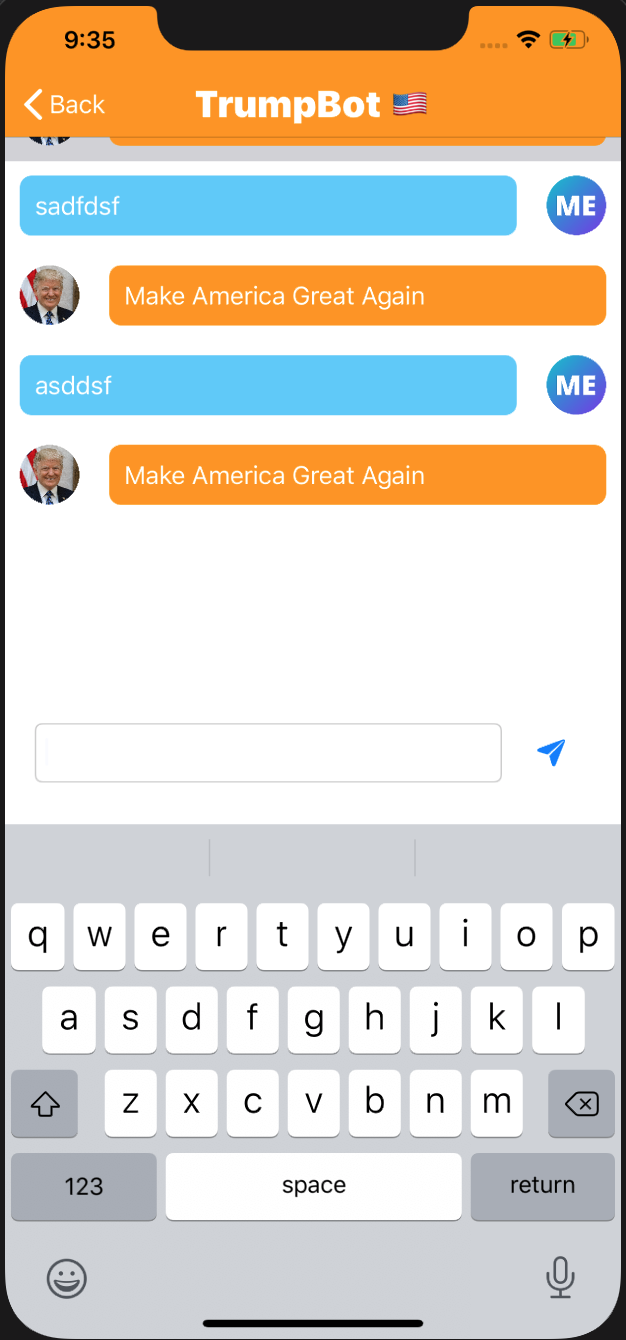 9:35
Back
TrumpBot 🇺🇸
sadfdsf
ME
Make America Great Again
asddsf
ME
Make America Great Again
q w e r t y u i o p
a s d f g h j k l
z x c v b n m
123 space return